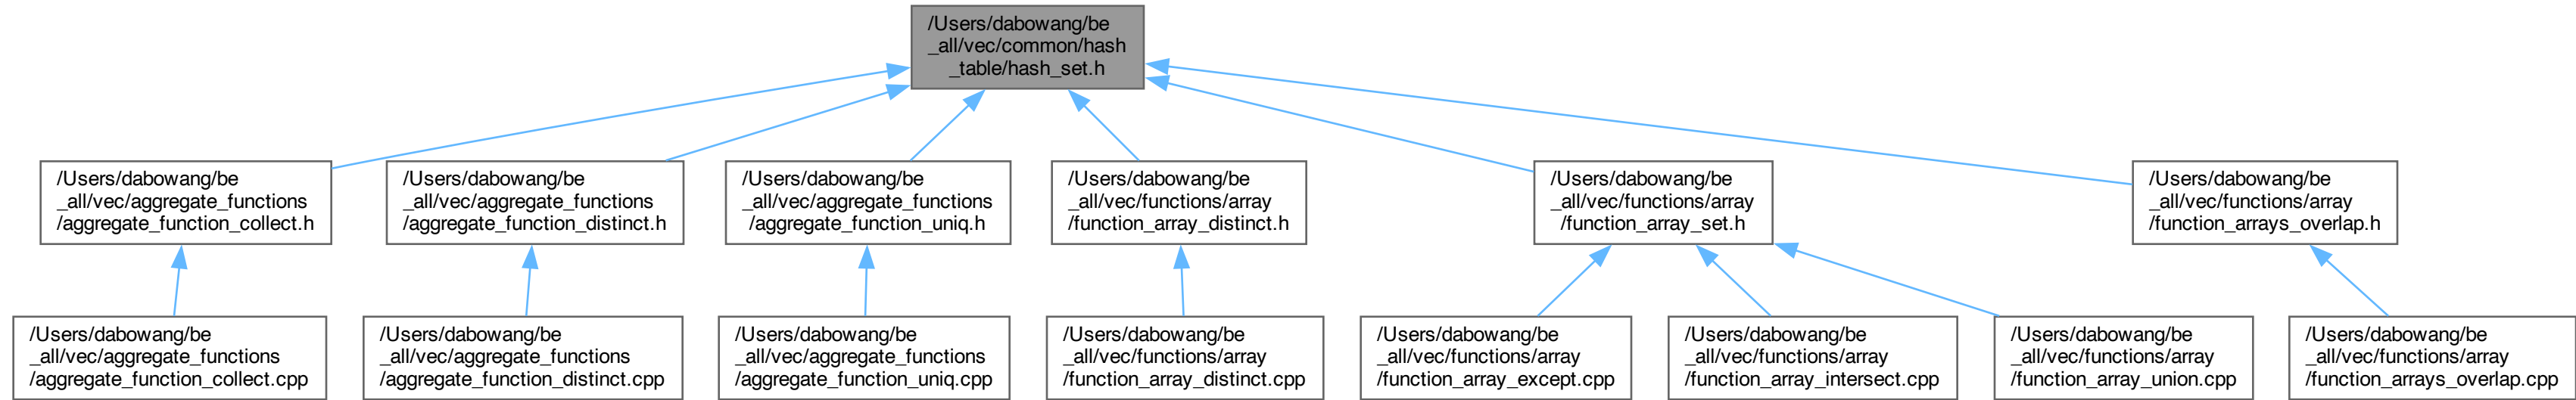 /Users/dabowang/be
_all/vec/common/hash
_table/hash_set.h
/Users/dabowang/be
_all/vec/aggregate_functions
/aggregate_function_collect.h
/Users/dabowang/be
_all/vec/aggregate_functions
/aggregate_function_distinct.h
/Users/dabowang/be
_all/vec/aggregate_functions
/aggregate_function_uniq.h
/Users/dabowang/be
_all/vec/functions/array
/function_array_distinct.h
/Users/dabowang/be
_all/vec/functions/array
/function_array_set.h
/Users/dabowang/be
_all/vec/functions/array
/function_arrays_overlap.h
/Users/dabowang/be
_all/vec/aggregate_functions
/aggregate_function_collect.cpp
/Users/dabowang/be
_all/vec/aggregate_functions
/aggregate_function_distinct.cpp
/Users/dabowang/be
_all/vec/aggregate_functions
/aggregate_function_uniq.cpp
/Users/dabowang/be
_all/vec/functions/array
/function_array_distinct.cpp
/Users/dabowang/be
_all/vec/functions/array
/function_array_except.cpp
/Users/dabowang/be
_all/vec/functions/array
/function_array_intersect.cpp
/Users/dabowang/be
_all/vec/functions/array
/function_array_union.cpp
/Users/dabowang/be
_all/vec/functions/array
/function_arrays_overlap.cpp